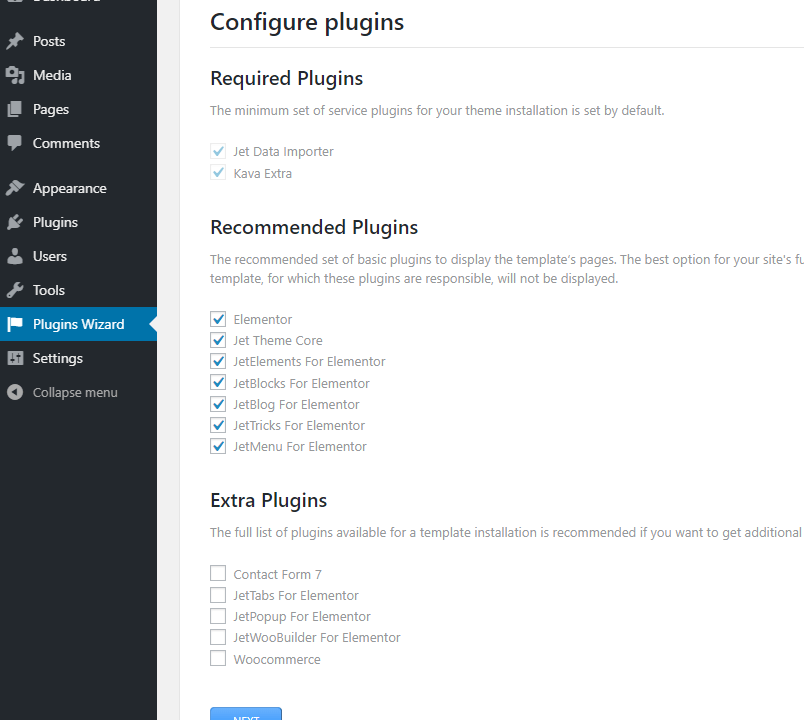 Dashboard
Posts
Media
Pages
Comments
Appearance
Plugins
Users
Tools
Plugins Wizard
Settings
Collapse menu
Configure plugins
Required Plugins
The minimum set of service plugins for your theme installation is set by default.
Jet Data Importer
Kava Extra
Recommended Plugins
The recommended set of basic plugins to display the template's pages. The best option for your site's fu
template, for which these plugins are responsible, will not be displayed.
Elementor
Jet Theme Core
JetElements For Elementor
JetBlocks For Elementor
JetBlog For Elementor
JetTricks For Elementor
JetMenu For Elementor
Extra Plugins
The full list of plugins available for a template installation is recommended if you want to get additional
Contact Form 7
JetTabs For Elementor
JetPopup For Elementor
JetWooBuilder For Elementor
Woocommerce
NEXT